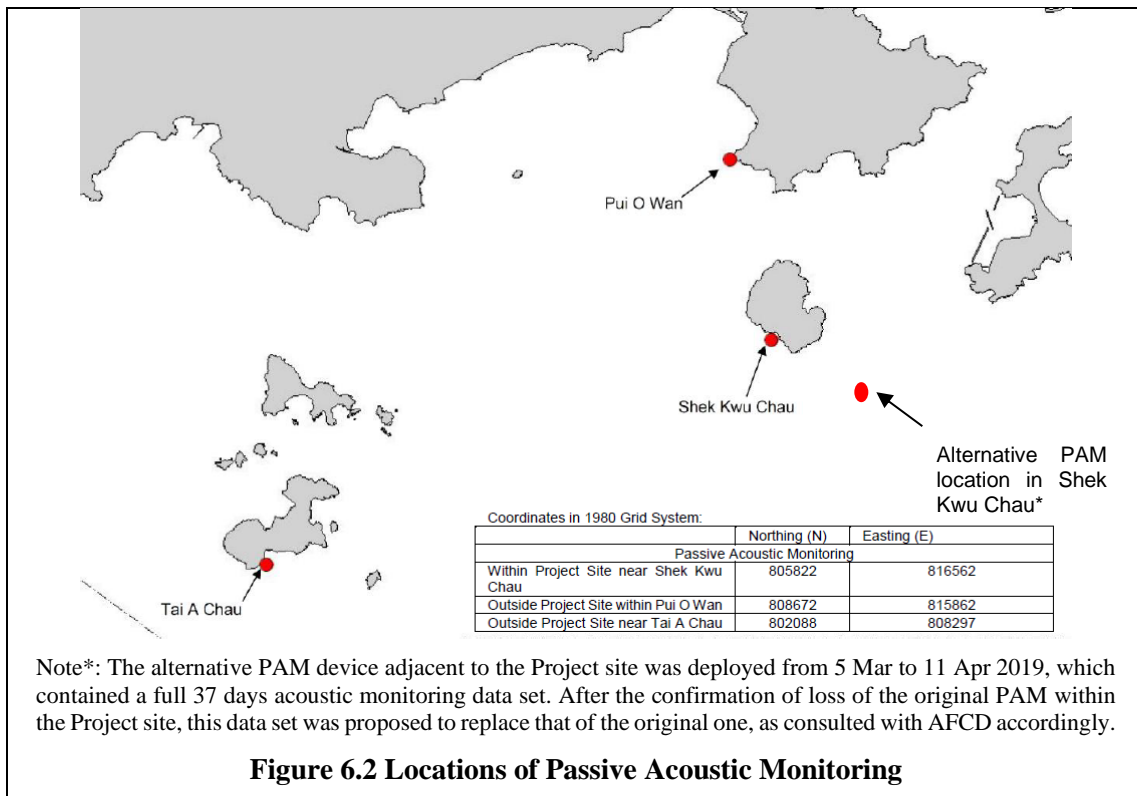 Pui O Wan
Shek Kwu Chau
Alternative PAM
location in Shek
Kwu Chau*
Tai A Chau
Coordinates in 1980 Grid System:
Northing (N) Easting (E)
Passive Acoustic Monitoring
Within Project Site near Shek Kwu 805822 816562
Chau
Outside Project Site within Pui O Wan 808672 815862
Outside Project Site near Tai A Chau 802088 808297
Note*: The alternative PAM device adjacent to the Project site was deployed from 5 Mar to 11 Apr 2019, which
contained a full 37 days acoustic monitoring data set. After the confirmation of loss of the original PAM within
the Project site, this data set was proposed to replace that of the original one, as consulted with AFCD accordingly.
Figure 6.2 Locations of Passive Acoustic Monitoring